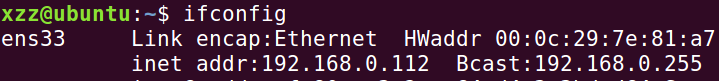 xzz@ubuntu:~$ ifconfig
ens33     Link encap:Ethernet  HWaddr 00:0c:29:7e:81:a7
          inet addr:192.168.0.112  Bcast:192.168.0.255